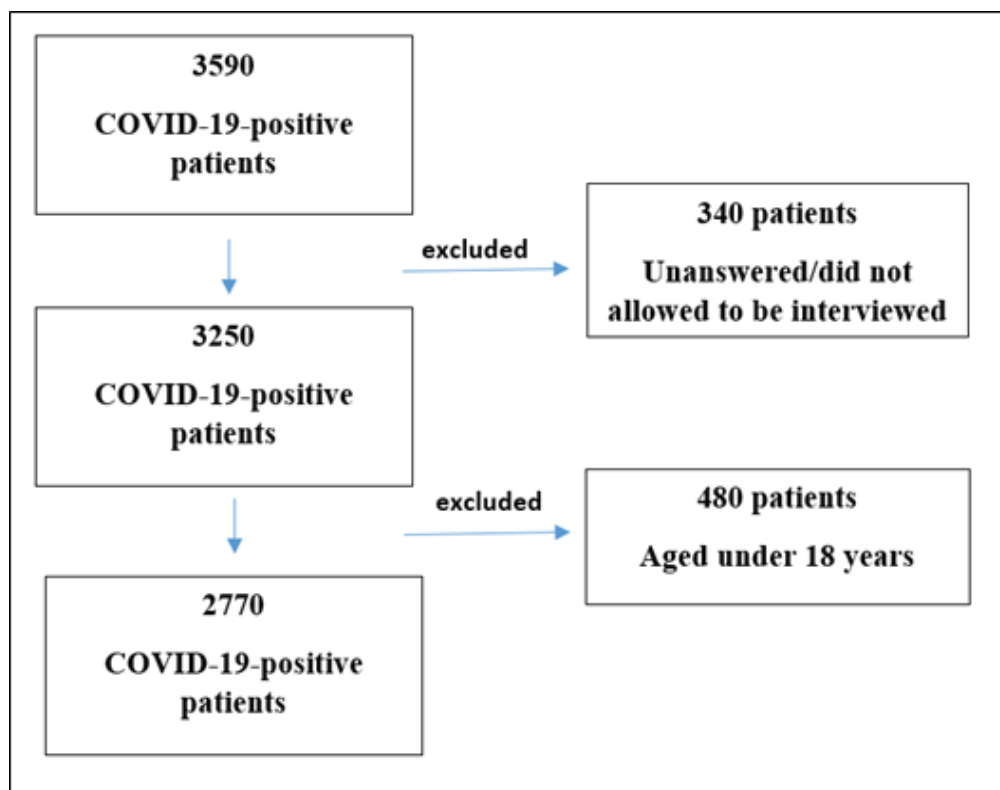 3590
COVID-19-positive
patients
excluded
340 patients
Unanswered/did not
allowed to be interviewed
3250
COVID-19-positive
patients
excluded
480 patients
Aged under 18 years
2770
COVID-19-positive
patients